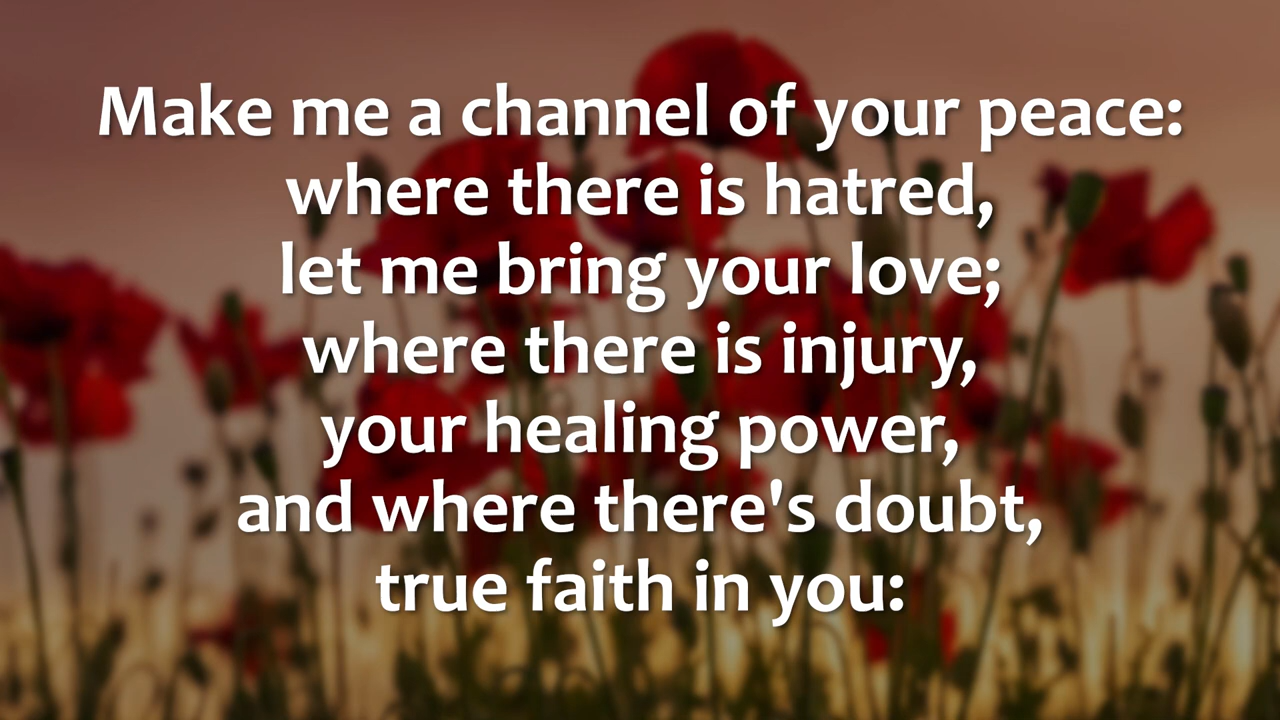 Make me a channel of your peace:
where there is hatred,
let me bring your love;
where there is injury,
your healing power,
and where there's doubt,
true faith in you: